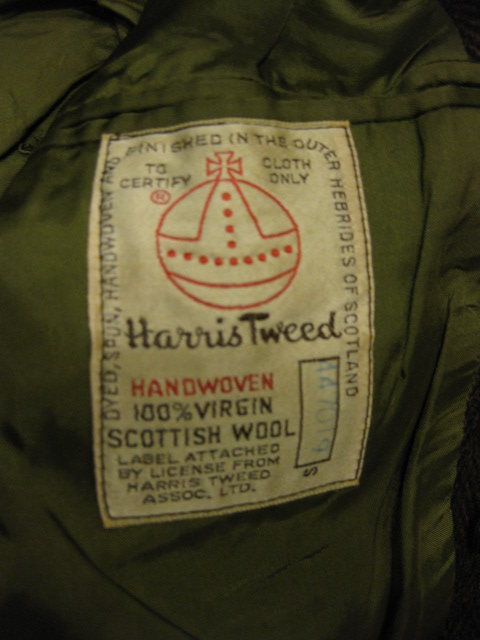 DYED, SPUN, HANDWOVEN AND FINISHED IN THE OUTER HEBRIDES OF SCOTLAND
TO CERTIFY
CLOTH ONLY
®
Harris Tweed
HANDWOVEN
100% VIRGIN
SCOTTISH WOOL
LABEL ATTACHED
BY LICENSE FROM
HARRIS TWEED
ASSOC. LTD.
S